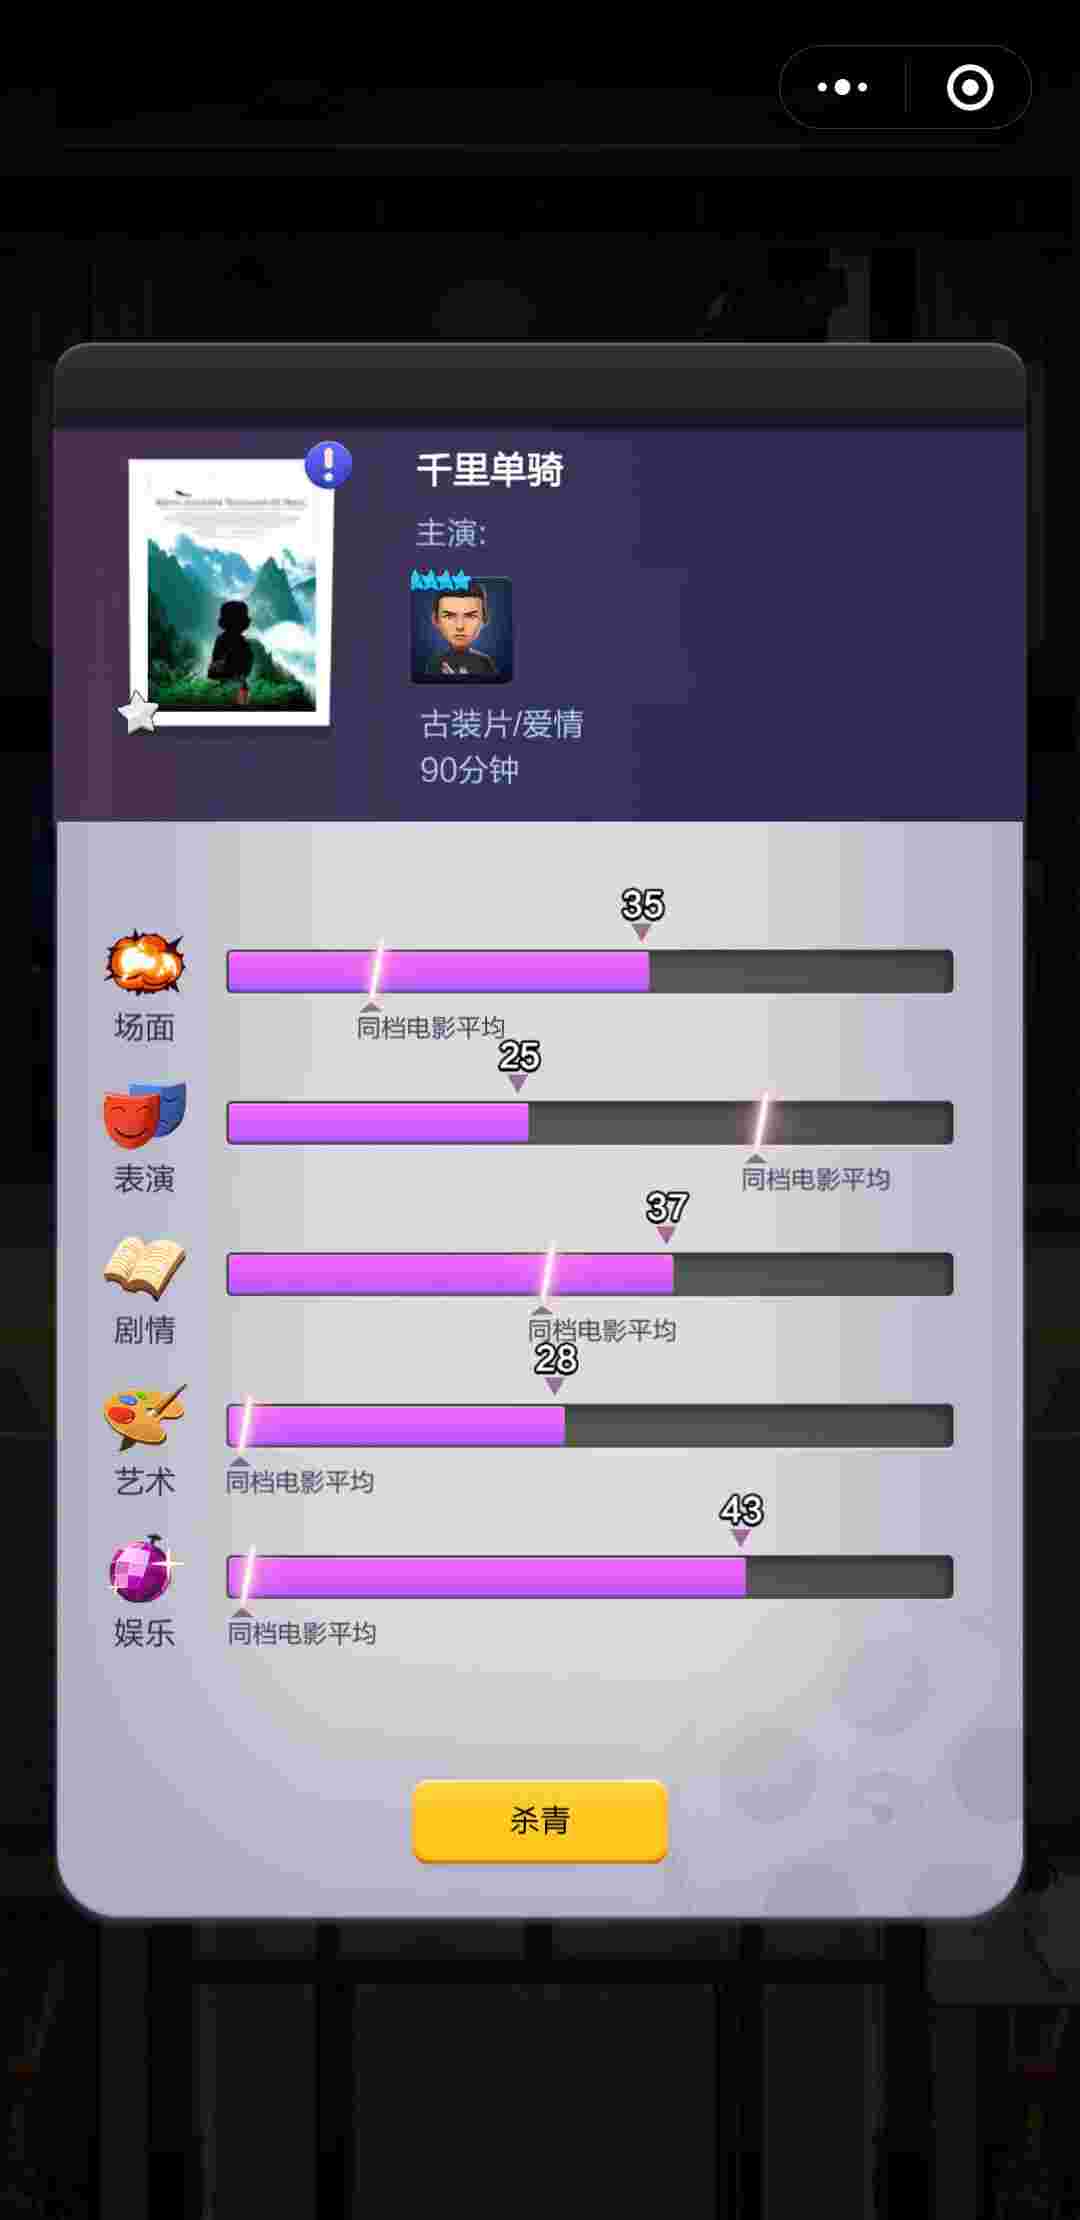 千里单骑
主演:
古装片/爱情
90分钟
35
场面
同档电影平均
25
表演
同档电影平均
37
剧情
同档电影平均
28
艺术
同档电影平均
43
娱乐
同档电影平均
杀青